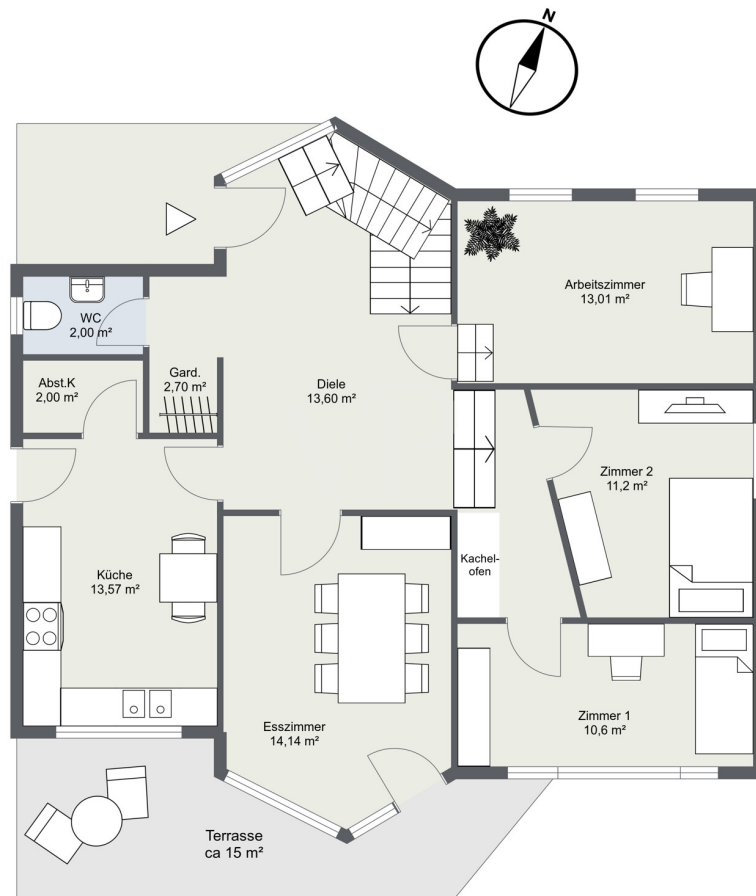 N
Arbeitszimmer
13,01 m²
WC
2,00 m²
Abst.K
2,00 m²
Gard.
2,70 m²
Diele
13,60 m²
Zimmer 2
11,2 m²
Kachel-
ofen
Küche
13,57 m²
Esszimmer
14,14 m²
Zimmer 1
10,6 m²
Terrasse
ca 15 m²